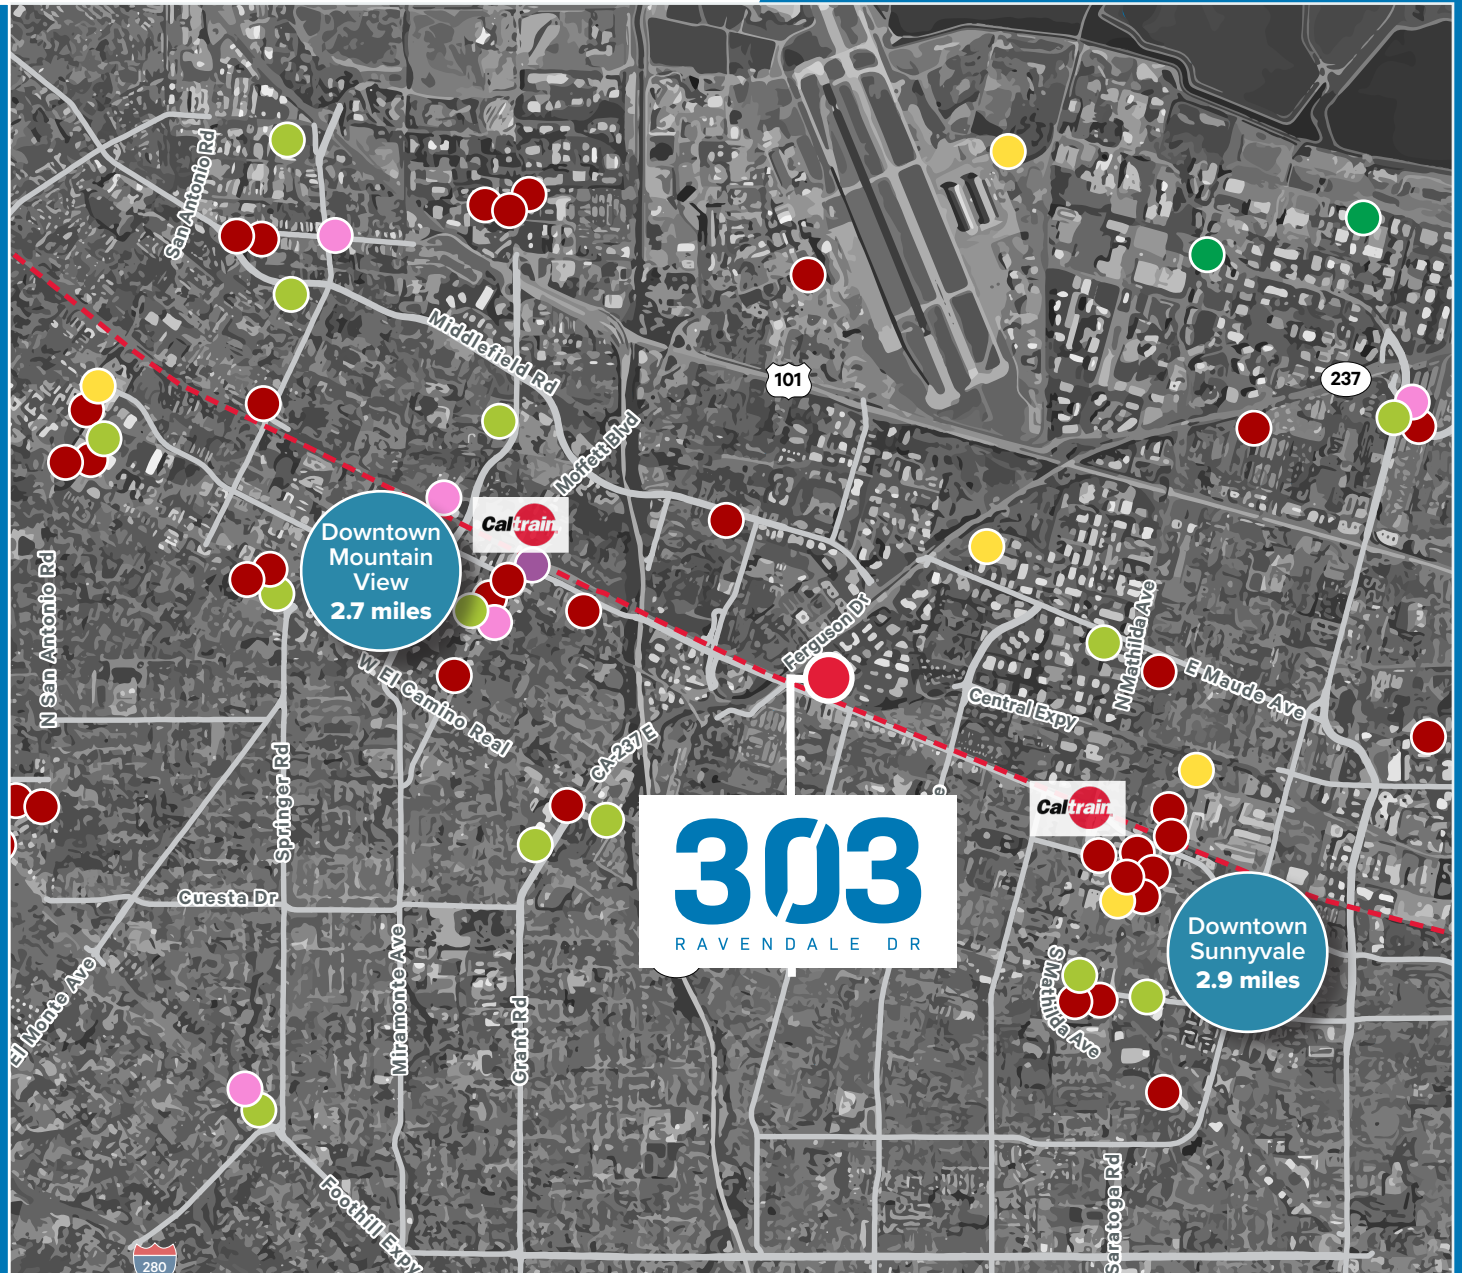 San Antonio Rd
Middlefield Rd
101
237
Moffett Blvd
Caltrain
Downtown
Mountain
View
2.7 miles
N San Antonio Rd
Ferguson Dr
N Mathilda Ave
E Maude Ave
Central Expy
W El Camino Real
CA-237 E
Springer Rd
Caltrain
303
RAVENDALE DR
Cuesta Dr
Downtown
Sunnyvale
2.9 miles
El Monte Ave
Miramonte Ave
Grant Rd
S Mathilda Ave
Foothill Expy
Saratoga Rd
280